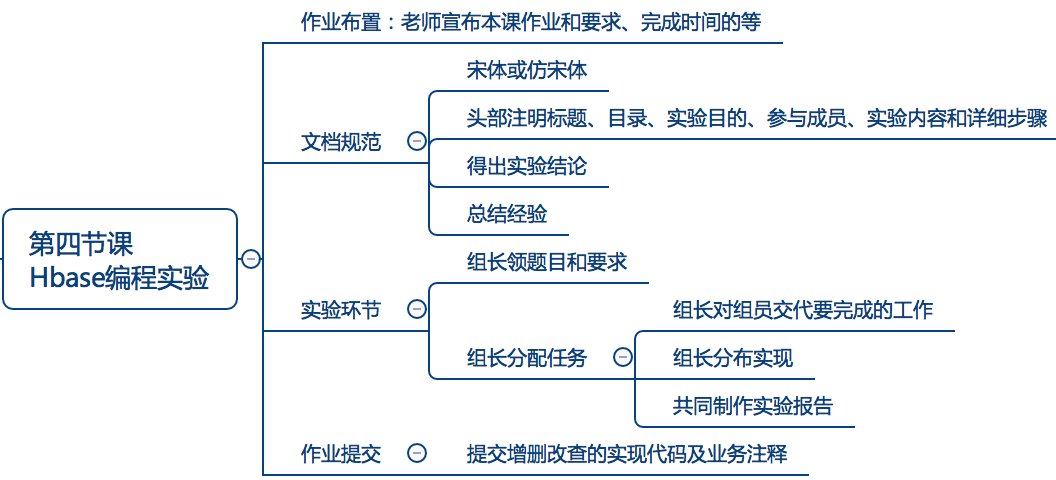 第四节课
Hbase编程实验
作业布置：老师宣布本课作业和要求、完成时间的等
文档规范
宋体或仿宋体
头部注明标题、目录、实验目的、参与成员、实验内容和详细步骤
得出实验结论
总结经验
实验环节
组长领题目和要求
组长分配任务
组长对组员交代要完成的工作
组长分布实现
共同制作实验报告
作业提交
提交增删改查的实现代码及业务注释